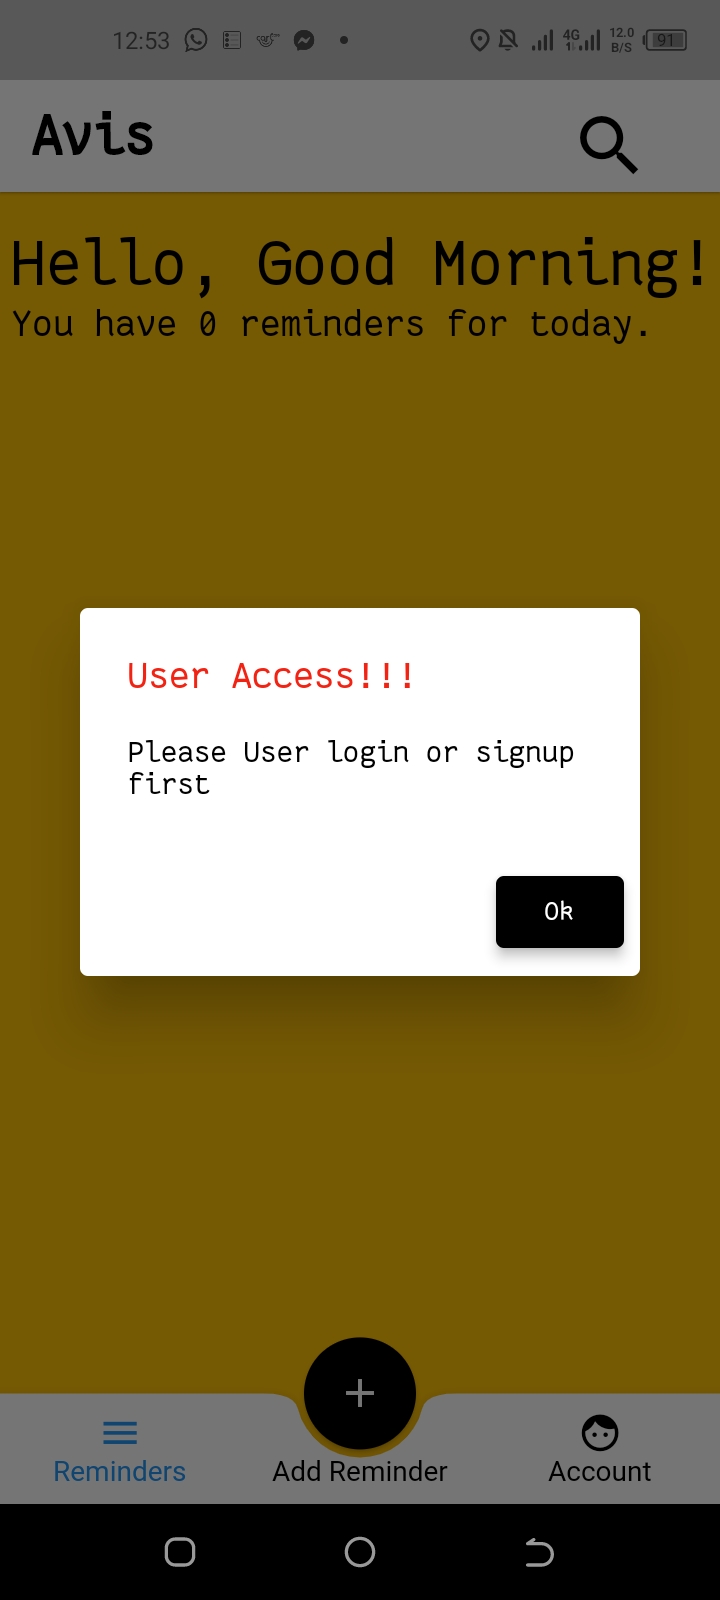 12:53
4G
12.0
B/S
91
Avis
Hello, Good Morning!
You have 0 reminders for today.
User Access!!!
Please User login or signup
first
Ok
Reminders
Add Reminder
Account